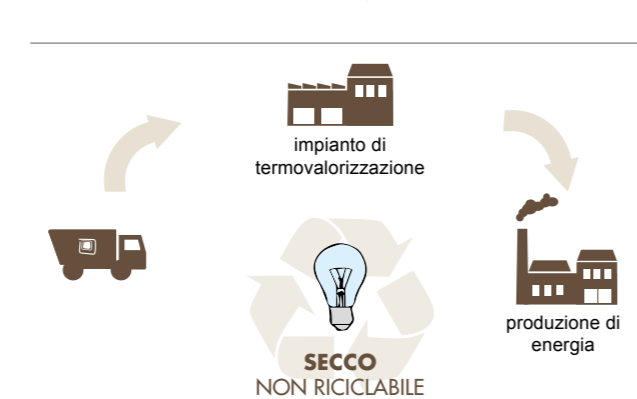 impianto di
termovalorizzazione
produzione di
energia
SECCO
NON RICICLABILE